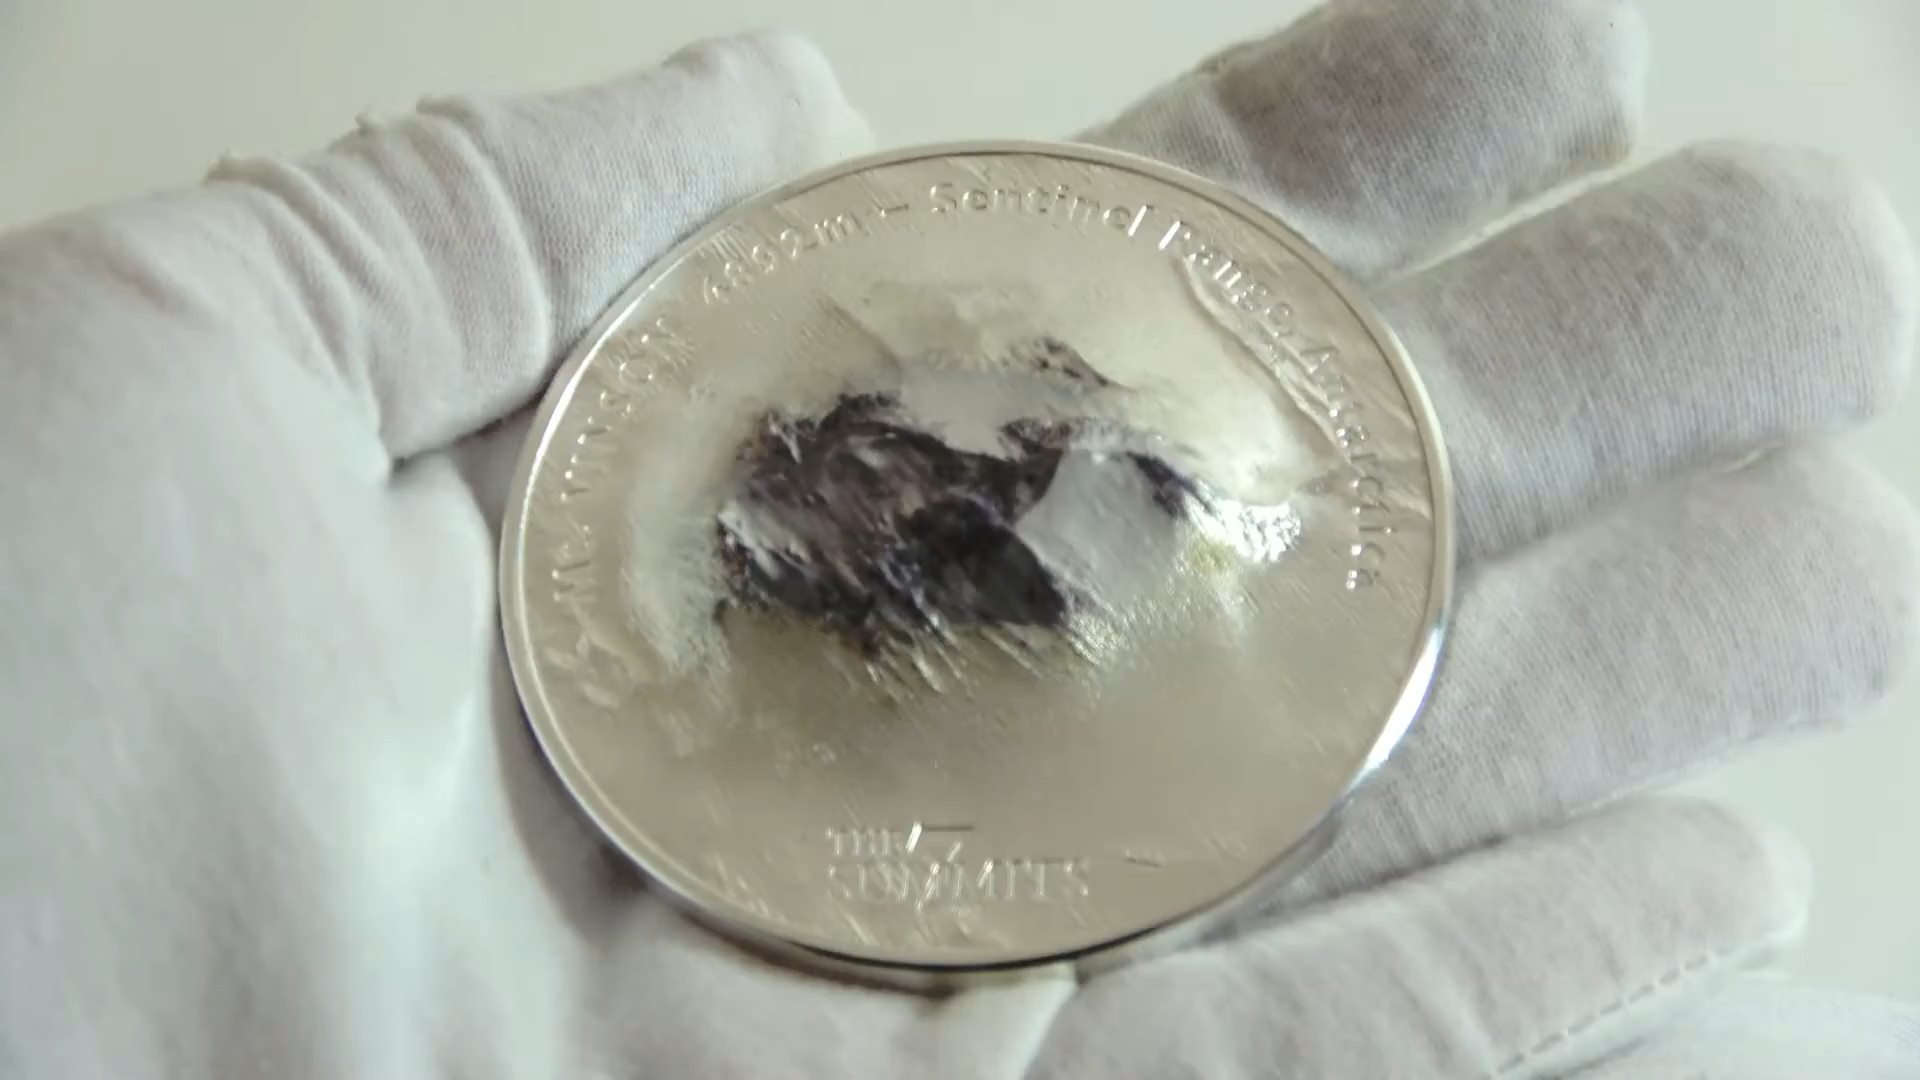 Mt. VINSON 4892m – Sentinel Range, Antarctica
THE 7
SUMMITS